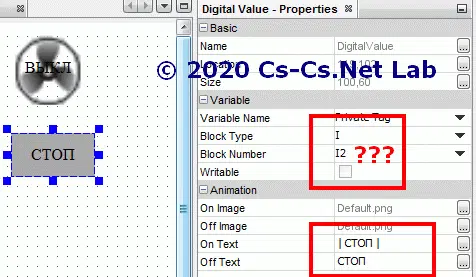 Digital Value - Properties
Basic
Name DigitalValue
© 2020 Cs-Cs.Net Lab
Size 100,60
Variable
Variable Name Private Tag
Block Type I
Block Number I2 ???
Writable
Animation
On Image Default.png ...
Off Image Default.png ...
On Text |СТОП| ...
Off Text СТОП ...
ВЫКЛ
СТОП